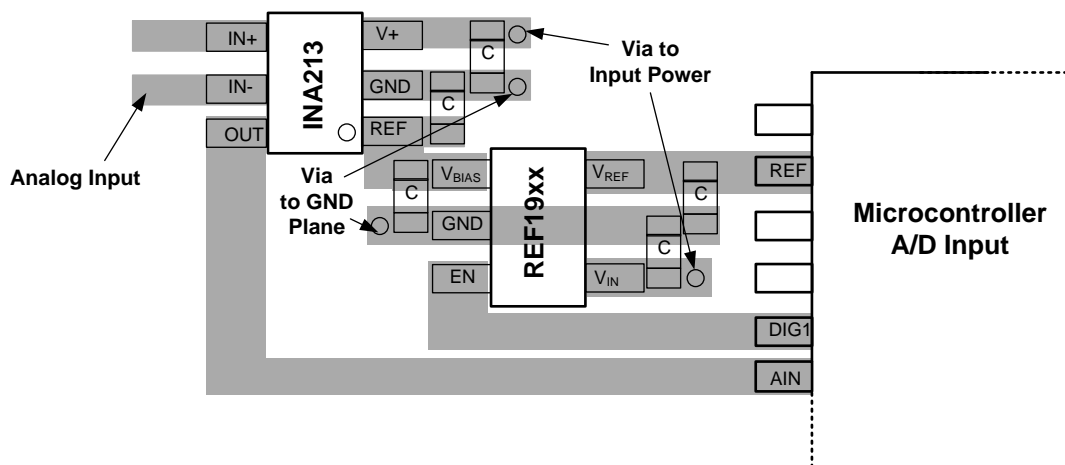 IN+
V+
C
Via to
Input Power
IN-
GND
INA213
C
OUT
REF
Analog Input
Via
to GND
Plane
VBIAS
C
VREF
C
REF
GND
REF19xx
C
Microcontroller
A/D Input
EN
VIN
DIG1
AIN